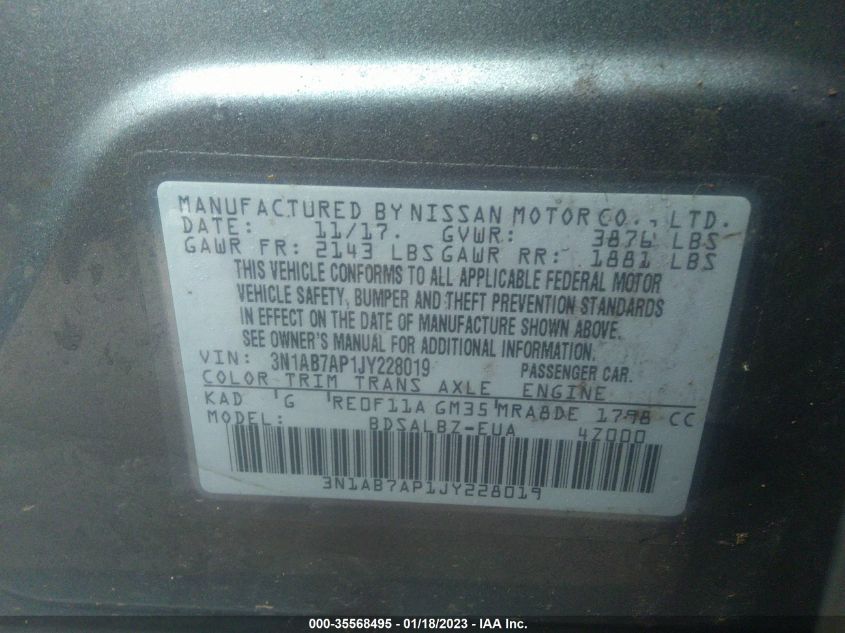 MANUFACTURED BY NISSAN MOTOR CO., LTD.
DATE: 11/17. GVWR: 3876 LBS
GAWR FR: 2143 LBS GAWR RR: 1881 LBS
THIS VEHICLE CONFORMS TO ALL APPLICABLE FEDERAL MOTOR
VEHICLE SAFETY, BUMPER AND THEFT PREVENTION STANDARDS
IN EFFECT ON THE DATE OF MANUFACTURE SHOWN ABOVE.
SEE OWNER'S MANUAL FOR ADDITIONAL INFORMATION.
VIN: 3N1AB7AP1JY228019 PASSENGER CAR.
COLOR TRIM TRANS AXLE ENGINE
KAD G RE0F11A GM35 MRA8DE 1798 CC
MODEL: BDSALBZ-EUA 4Z000
3N1AB7AP1JY228019
000-35568495 - 01/18/2023 - IAA Inc.